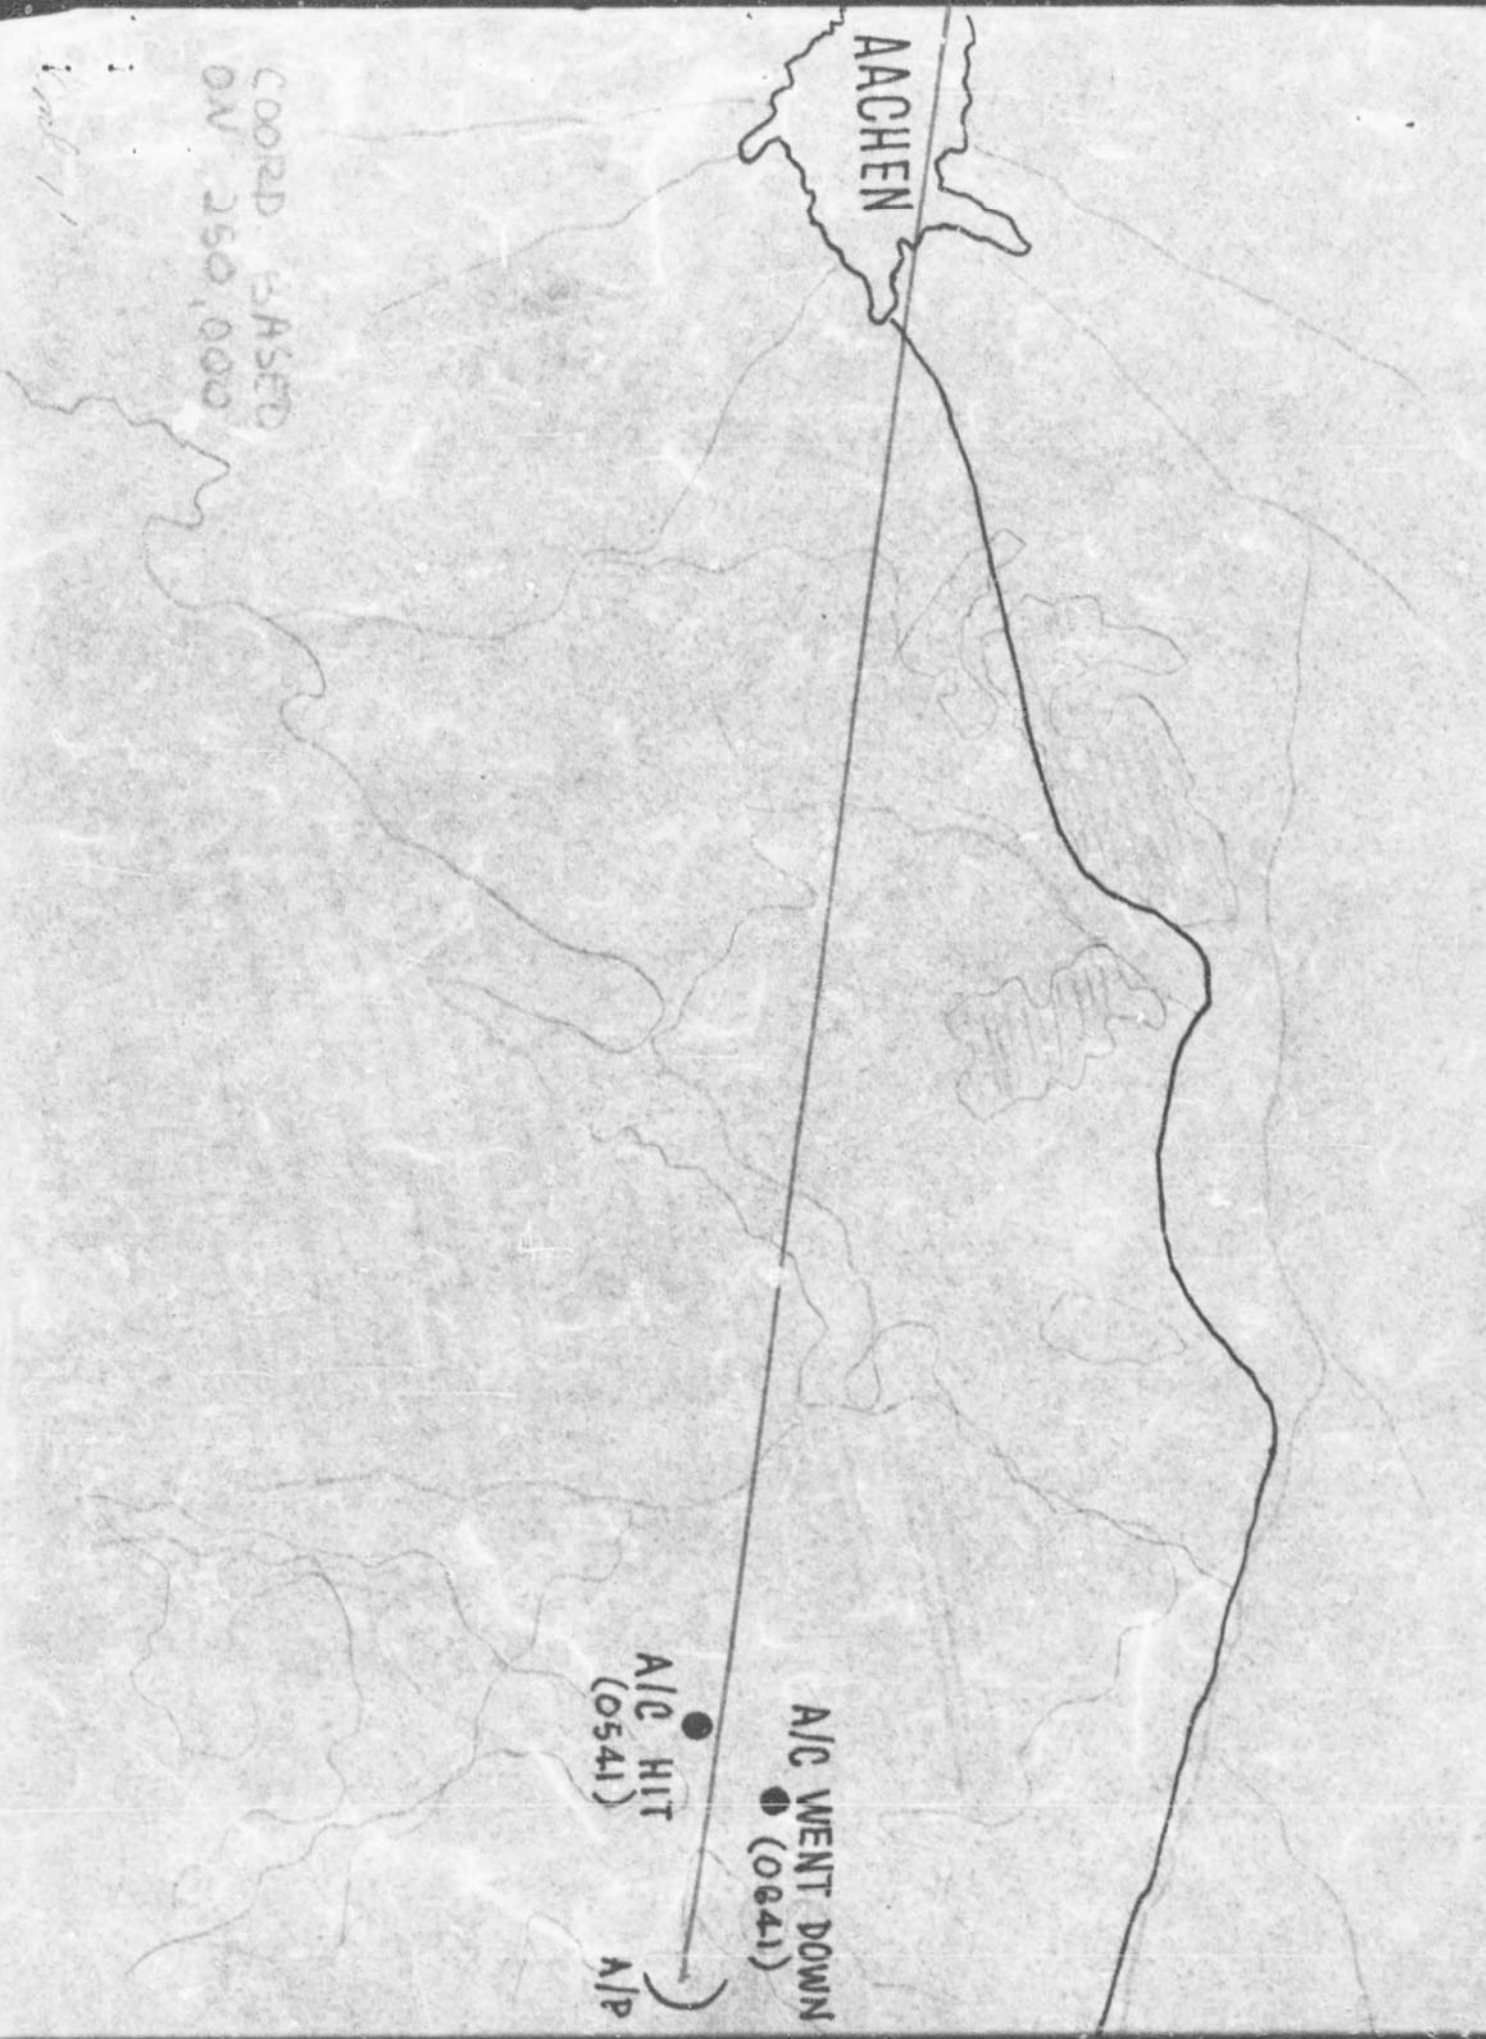 AACHEN
COORD BASED
ON 250,000
A/C HIT
(0541)
A/C WENT DOWN
(0641)
A/P